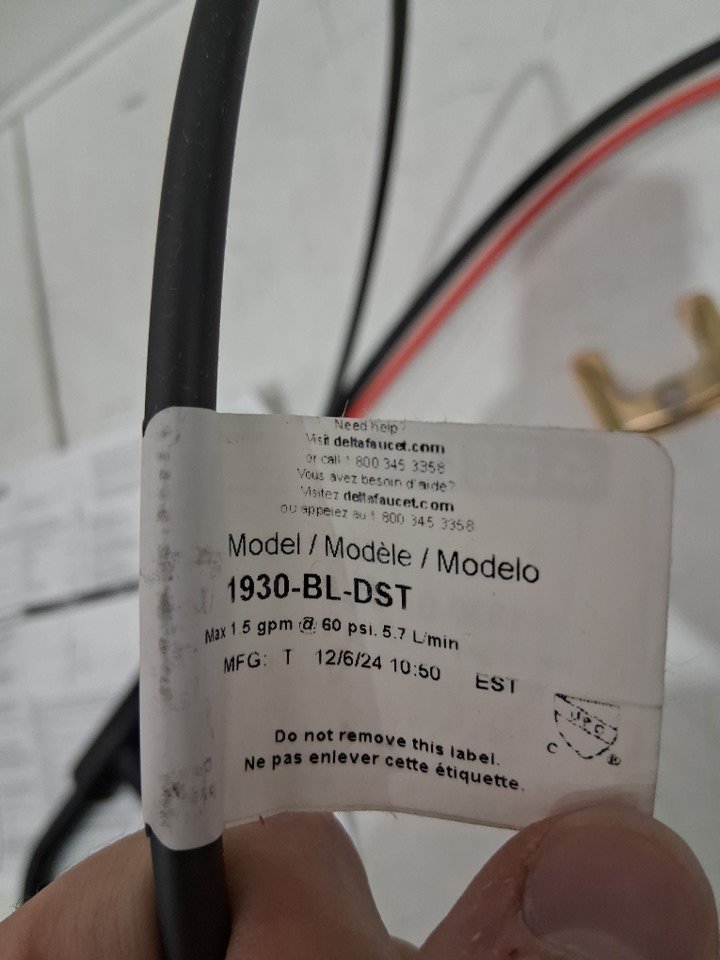 Need help?
Visit deltafaucet.com
or call 1 800 345 3358
Vous avez besoin d'aide?
Visitez deltafaucet.com
ou appelez au 1 800 345 3358
Model / Modèle / Modelo
1930-BL-DST
Max 1.5 gpm @ 60 psi. 5.7 L/min
MFG: T 12/6/24 10:50 EST
UPC
C ®
Do not remove this label.
Ne pas enlever cette étiquette.